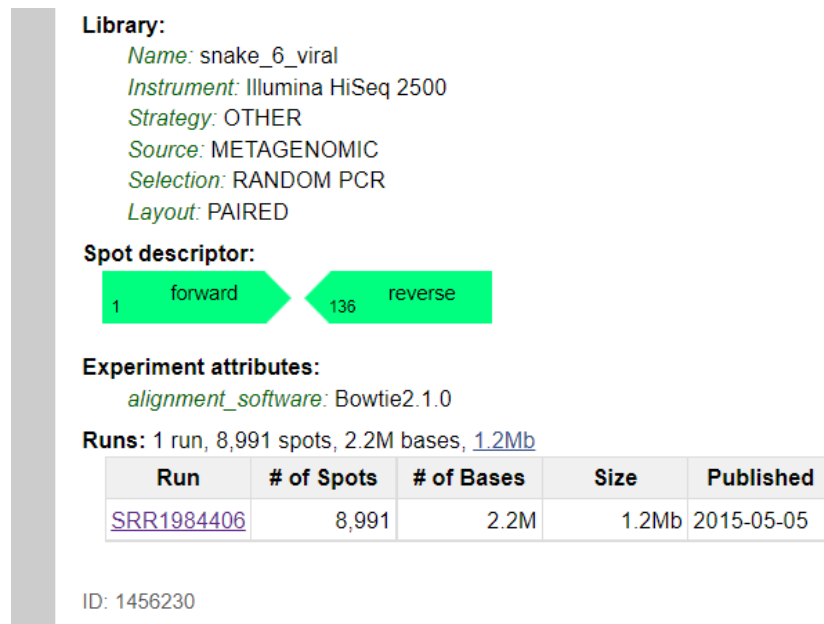 Library:
Name: snake_6_viral
Instrument: Illumina HiSeq 2500
Strategy: OTHER
Source: METAGENOMIC
Selection: RANDOM PCR
Layout: PAIRED
Spot descriptor:
1 forward 136 reverse
Experiment attributes:
alignment_software: Bowtie2.1.0
Runs: 1 run, 8,991 spots, 2.2M bases, 1.2Mb
Run # of Spots # of Bases Size Published
SRR1984406 8,991 2.2M 1.2Mb 2015-05-05
ID: 1456230